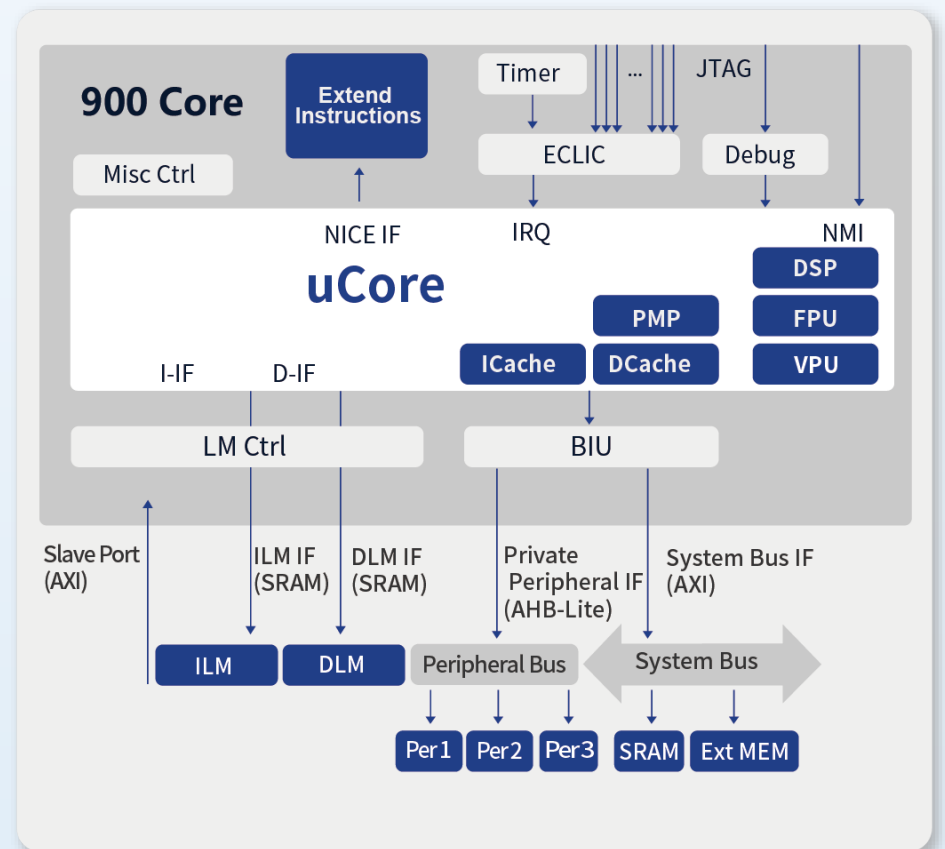 900 Core
Extend
Instructions
Timer
...
JTAG
ECLIC
Debug
Misc Ctrl
NICE IF
IRQ
NMI
uCore
DSP
PMP
FPU
I-IF
D-IF
ICache
DCache
VPU
LM Ctrl
BIU
Slave Port
(AXI)
ILM IF
(SRAM)
DLM IF
(SRAM)
Private
Peripheral IF
(AHB-Lite)
System Bus IF
(AXI)
ILM
DLM
Peripheral Bus
System Bus
Per1
Per2
Per3
SRAM
Ext MEM